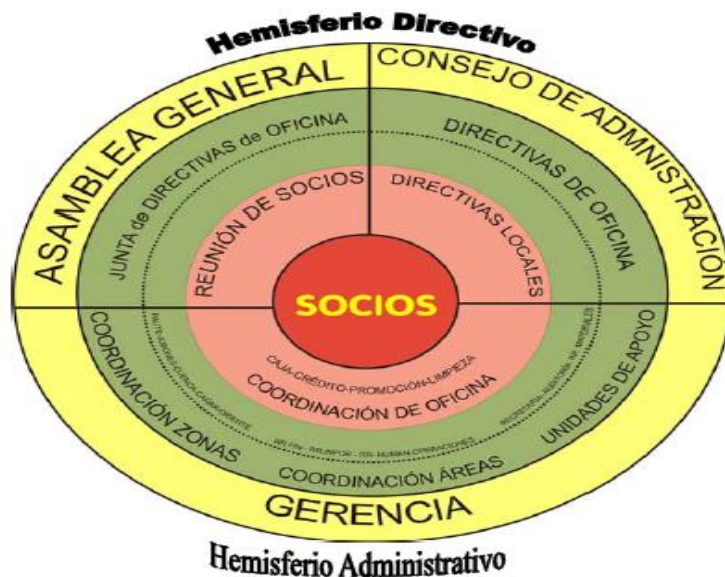 Hemisferio Directivo
ASAMBLEA GENERAL
CONSEJO DE ADMNISTRACIÓN
JUNTA de DIRECTIVAS de OFICINA
DIRECTIVAS DE OFICINA
REUNIÓN DE SOCIOS
DIRECTIVAS LOCALES
SOCIOS
CAJA-CRÉDITO-PROMOCIÓN-LIMPIEZA
COORDINACIÓN DE OFICINA
SECRETARIA-AUDITORIA-
COORDINACIÓN ZONAS
COORDINACIÓN ÁREAS
UNIDADES DE APOYO
GERENCIA
Hemisferio Administrativo